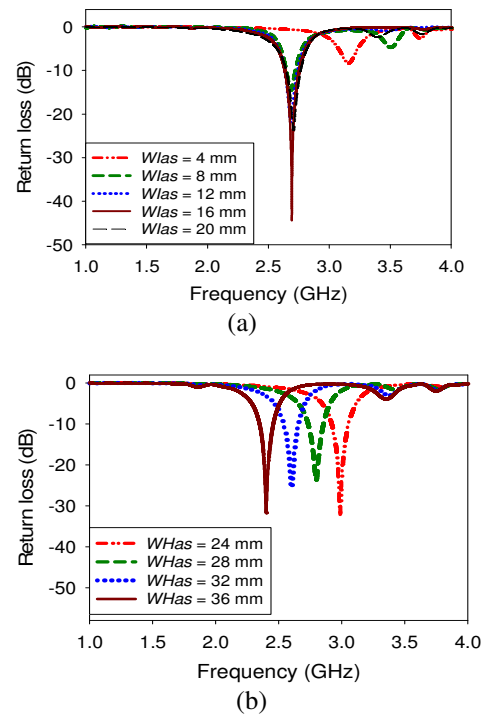 0
-10
-20
-30
-40
-50
Return loss (dB)
Wlas = 4 mm
Wlas = 8 mm
Wlas = 12 mm
Wlas = 16 mm
Wlas = 20 mm
1.0 1.5 2.0 2.5 3.0 3.5 4.0
Frequency (GHz)
(a)
0
-10
-20
-30
-40
-50
Return loss (dB)
WHas = 24 mm
WHas = 28 mm
WHas = 32 mm
WHas = 36 mm
1.0 1.5 2.0 2.5 3.0 3.5 4.0
Frequency (GHz)
(b)